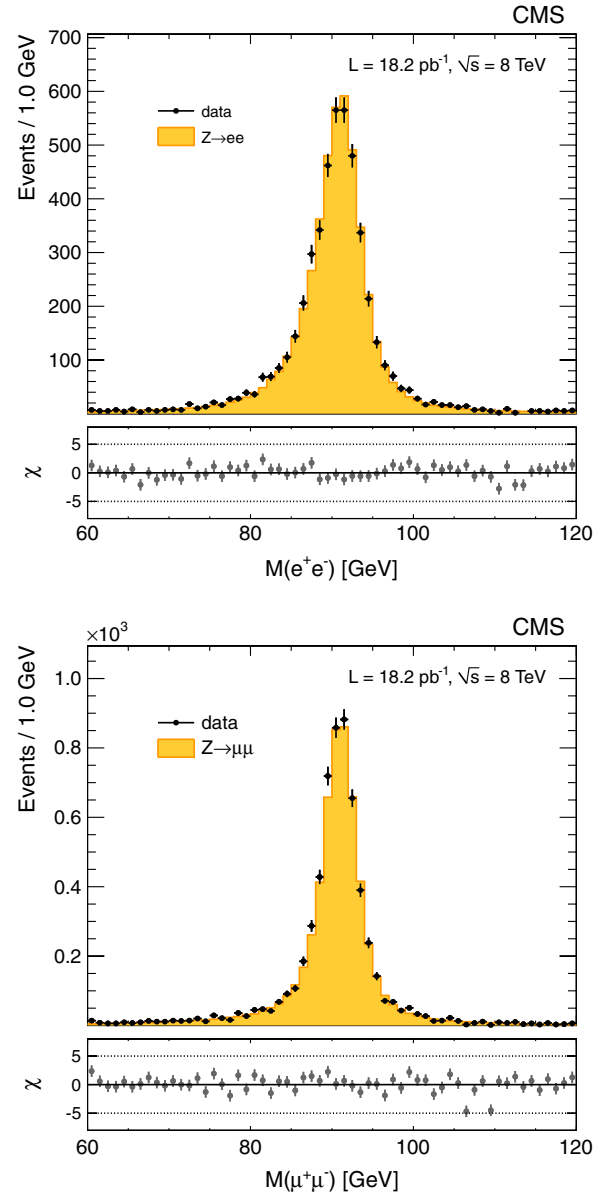 CMS
700
600
500
400
300
200
100
Events / 1.0 GeV
L = 18.2 pb⁻¹, √s = 8 TeV
data
Z→ee
5
0
-5
χ
60 80 100 120
M(e⁺e⁻) [GeV]
×10³
CMS
1.0
0.8
0.6
0.4
0.2
Events / 1.0 GeV
L = 18.2 pb⁻¹, √s = 8 TeV
data
Z→μμ
5
0
-5
χ
60 80 100 120
M(μ⁺μ⁻) [GeV]